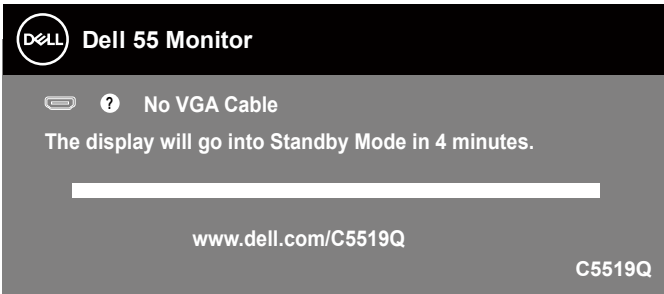 DELL Dell 55 Monitor
? No VGA Cable
The display will go into Standby Mode in 4 minutes.
www.dell.com/C5519Q
C5519Q